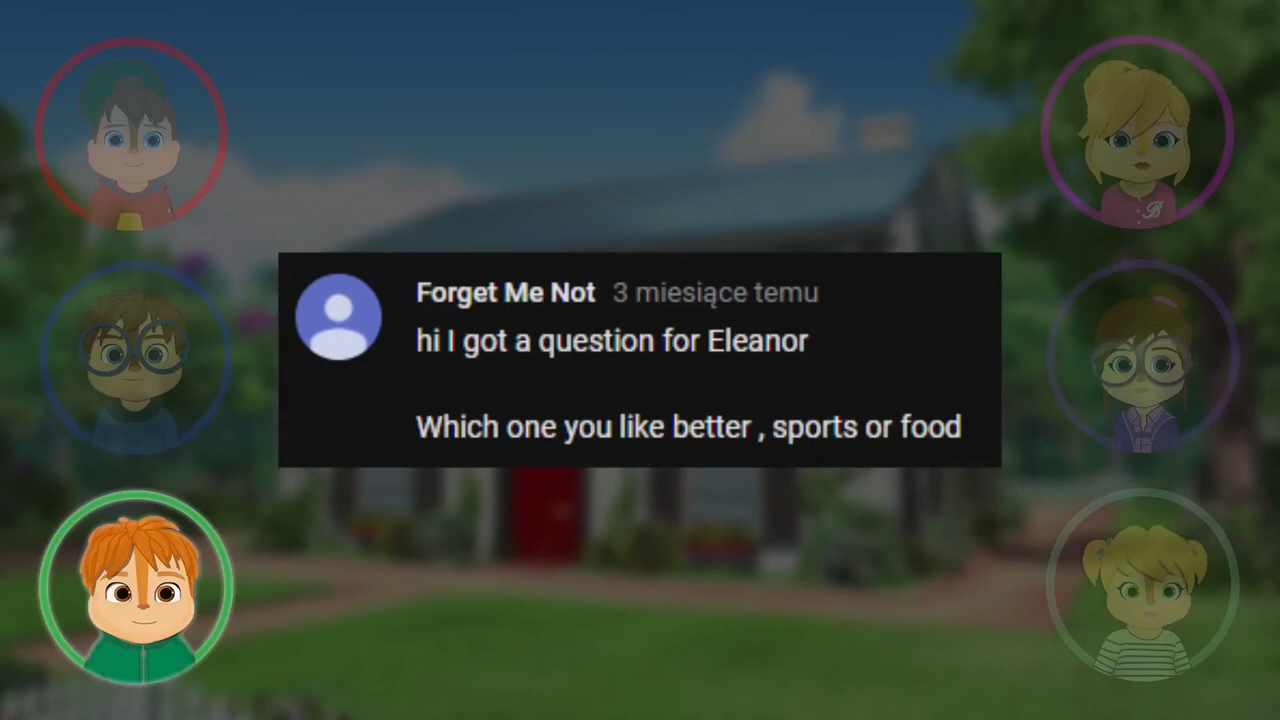 Forget Me Not 3 miesiące temu
hi I got a question for Eleanor
Which one you like better , sports or food
B